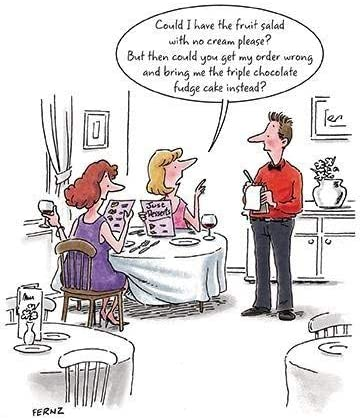 Could I have the fruit salad
with no cream please?
But then could you get my order wrong
and bring me the triple chocolate
fudge cake instead?
Just
Desserts
Menu
FERNZ